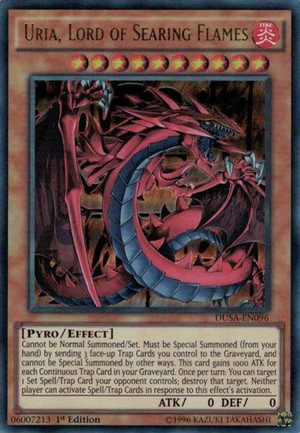 URIA, LORD OF SEARING FLAMES
FIRE
炎
DUSA-EN096
[PYRO/EFFECT]
Cannot be Normal Summoned/Set. Must be Special Summoned (from your
hand) by sending 3 face-up Trap Cards you control to the Graveyard, and
cannot be Special Summoned by other ways. This card gains 1000 ATK
for each Continuous Trap Card in your Graveyard. Once per turn: You can target
1 Set Spell/Trap Card your opponent controls; destroy that target. Neither
player can activate Spell/Trap Cards in response to this effect's activation.
ATK/ 0 DEF/ 0
06007213 1st Edition ©1996 KAZUKI TAKAHASHI